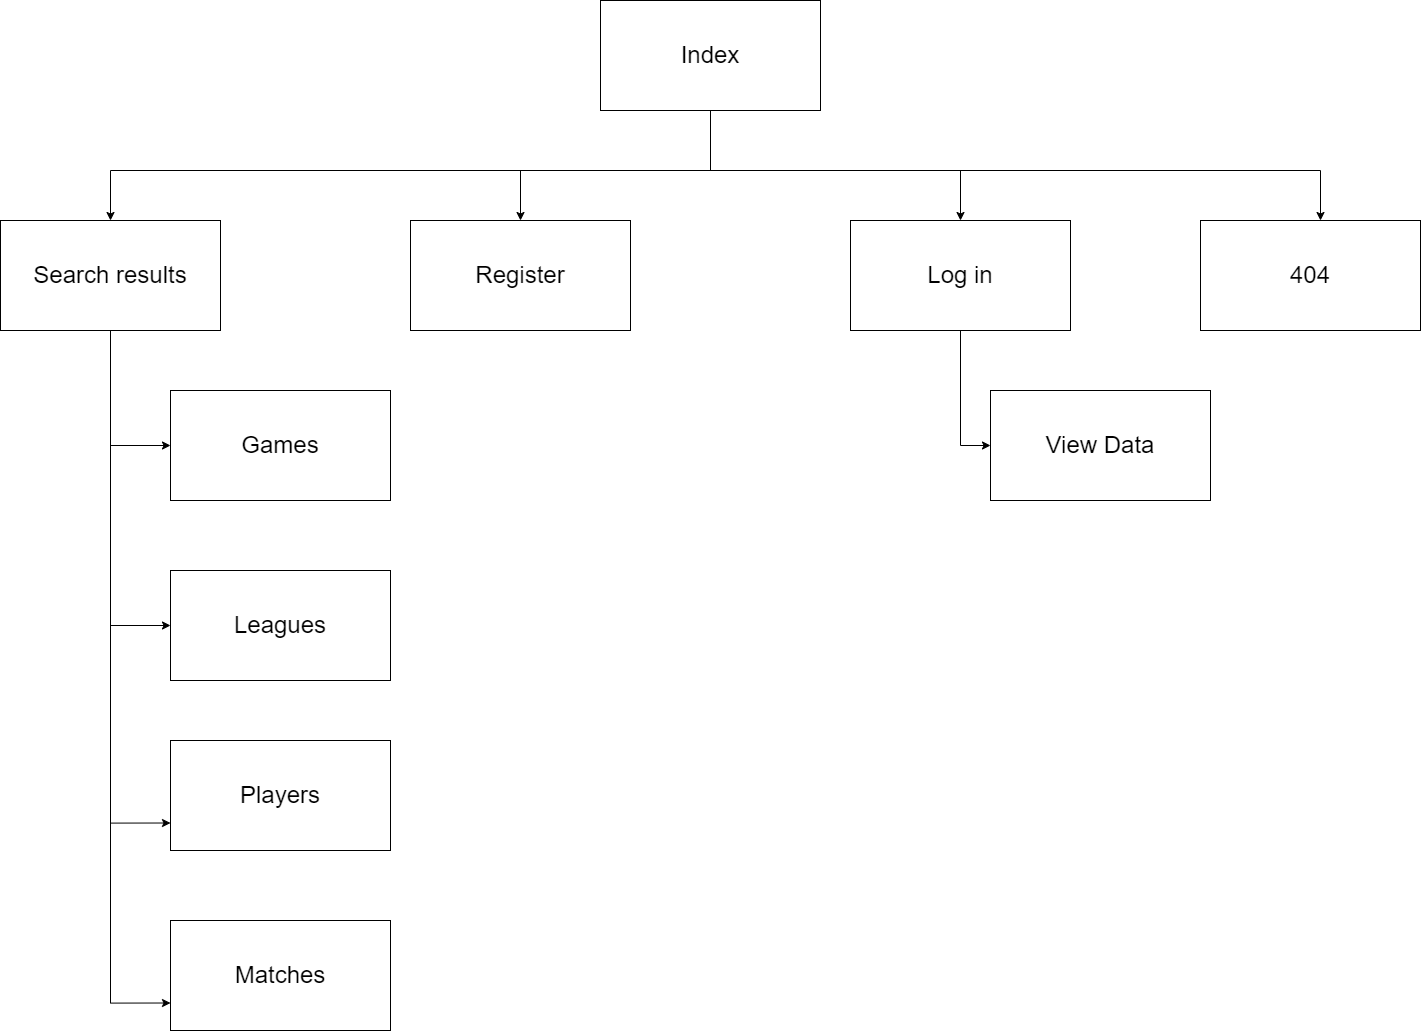 Index
Search results
Register
Log in
404
Games
View Data
Leagues
Players
Matches